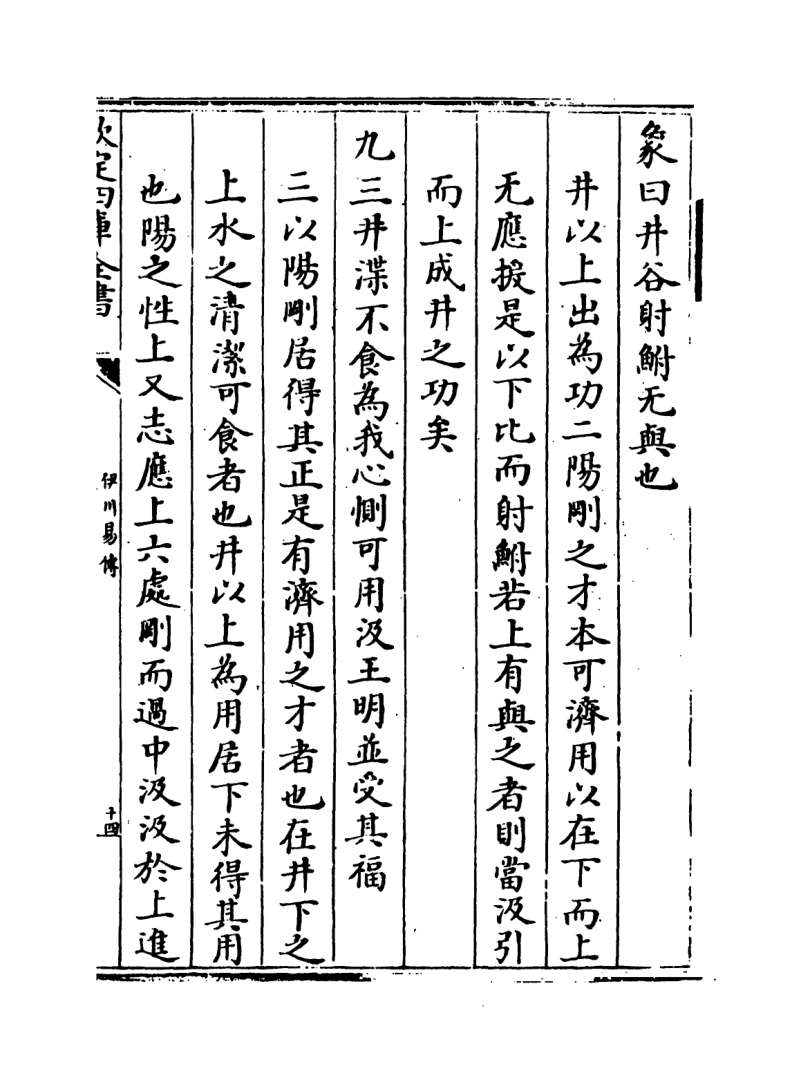 象曰井谷射鮒无與也
井以上出為功二陽剛之才本可濟用以在下而上
无應援是以下比而射鮒若上有與之者則當汲引
而上成井之功矣
九三井渫不食為我心惻可用汲王明並受其福
三以陽剛居得其正是有濟用之才者也在井下之
上水之清潔可食者也井以上為用居下未得其用
也陽之性上又志應上六處剛而過中汲汲於上進
欽定四庫全書
伊川易傳
十四